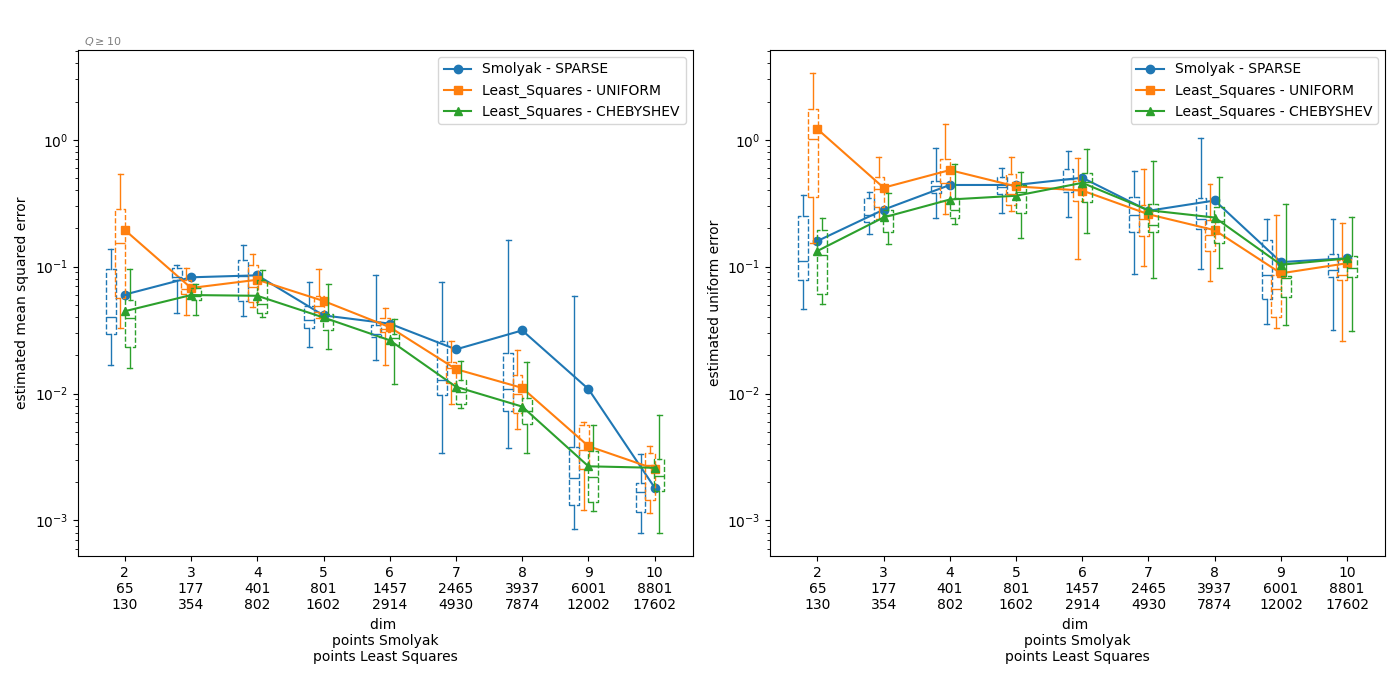 Q ≥ 10
estimated mean squared error
10⁰
10⁻¹
10⁻²
10⁻³
Smolyak - SPARSE
Least_Squares - UNIFORM
Least_Squares - CHEBYSHEV
2 3 4 5 6 7 8 9 10
65 177 401 801 1457 2465 3937 6001 8801
130 354 802 1602 2914 4930 7874 12002 17602
dim
points Smolyak
points Least Squares
estimated uniform error
10⁰
10⁻¹
10⁻²
10⁻³
Smolyak - SPARSE
Least_Squares - UNIFORM
Least_Squares - CHEBYSHEV
2 3 4 5 6 7 8 9 10
65 177 401 801 1457 2465 3937 6001 8801
130 354 802 1602 2914 4930 7874 12002 17602
dim
points Smolyak
points Least Squares